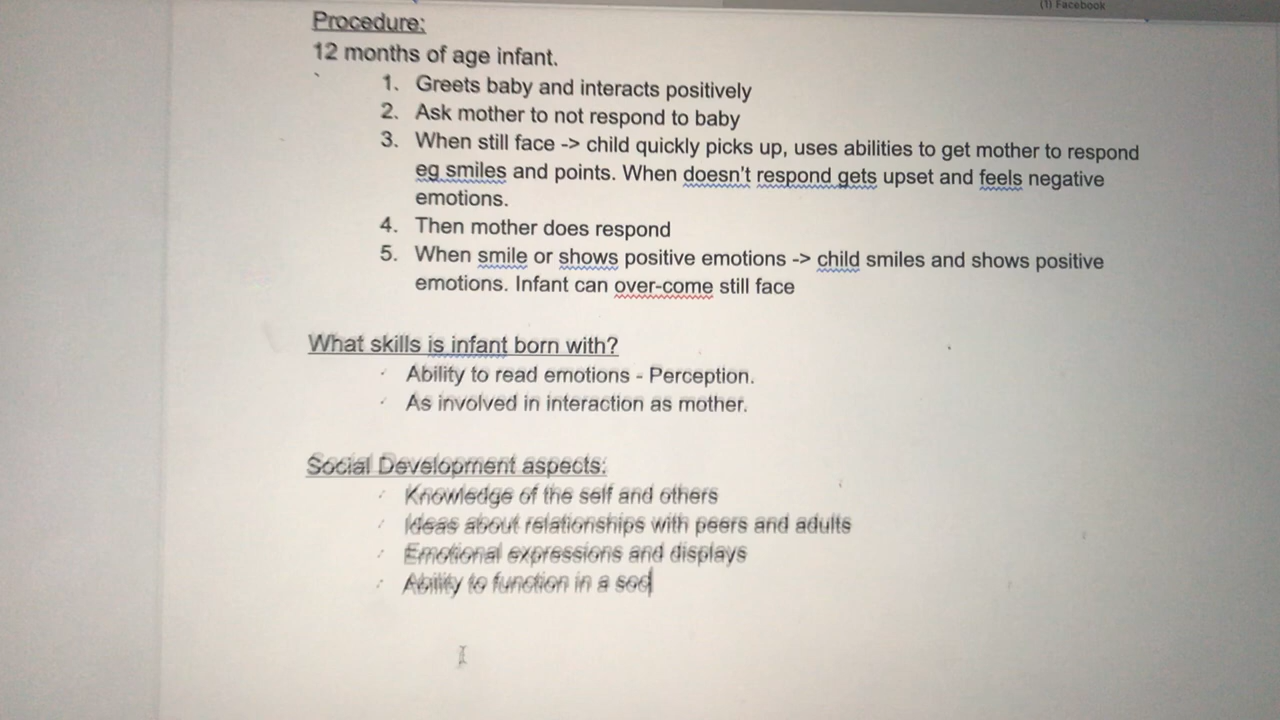 (1) Facebook
Procedure:
12 months of age infant.
1. Greets baby and interacts positively
2. Ask mother to not respond to baby
3. When still face -> child quickly picks up, uses abilities to get mother to respond
eg smiles and points. When doesn't respond gets upset and feels negative
emotions.
4. Then mother does respond
5. When smile or shows positive emotions -> child smiles and shows positive
emotions. Infant can over-come still face
What skills is infant born with?
Ability to read emotions - Perception.
As involved in interaction as mother.
Social Development aspects:
Knowledge of the self and others
Ideas about relationships with peers and adults
Emotional expressions and displays
Ability to function in a soci